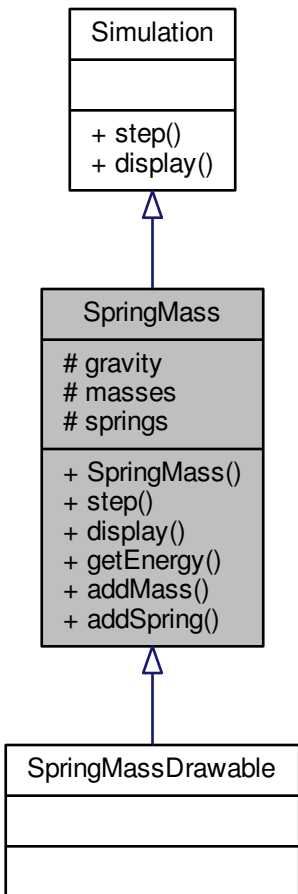 Simulation
+ step()
+ display()
SpringMass
# gravity
# masses
# springs
+ SpringMass()
+ step()
+ display()
+ getEnergy()
+ addMass()
+ addSpring()
SpringMassDrawable